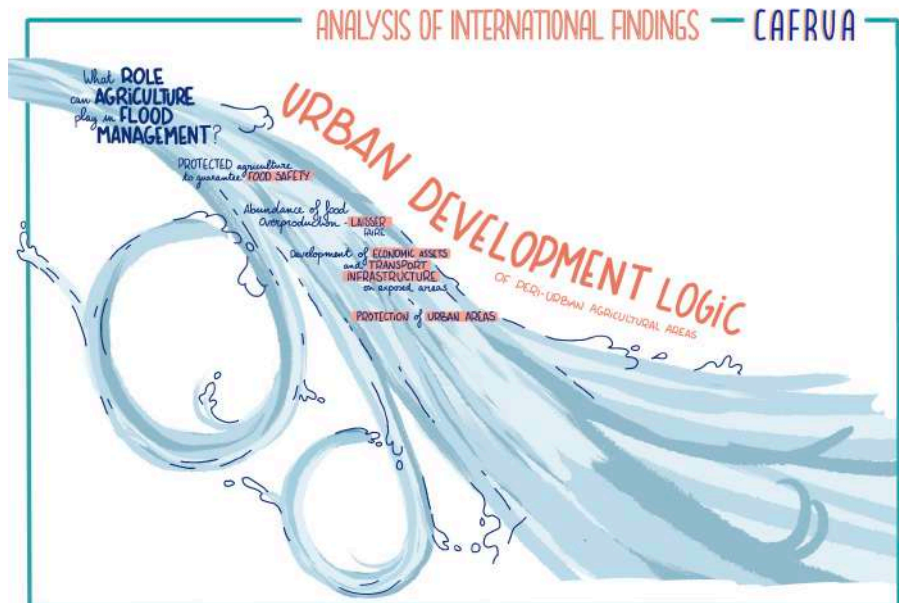 ANALYSIS OF INTERNATIONAL FINDINGS — CAFRUA
What ROLE
can AGRICULTURE
play in FLOOD
MANAGEMENT?
URBAN DEVELOPMENT LOGIC
OF PERI-URBAN AGRICULTURAL AREAS
PROTECTED agriculture
to guarantee FOOD SAFETY
Abundance of food
Overproduction - LAISSER
FAIRE
Development of ECONOMIC ASSETS
and TRANSPORT
INFRASTRUCTURE
on exposed areas
PROTECTION of URBAN AREAS